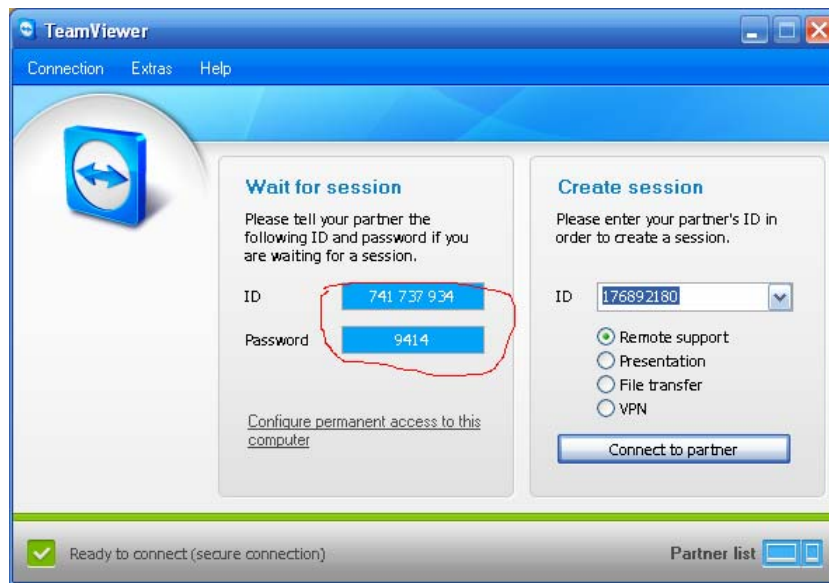 TeamViewer
Connection Extras Help
Wait for session
Please tell your partner the
following ID and password if you
are waiting for a session.
ID 741 737 934
Password 9414
Configure permanent access to this
computer
Create session
Please enter your partner's ID in
order to create a session.
ID 176892180
Remote support
Presentation
File transfer
VPN
Connect to partner
Ready to connect (secure connection)
Partner list